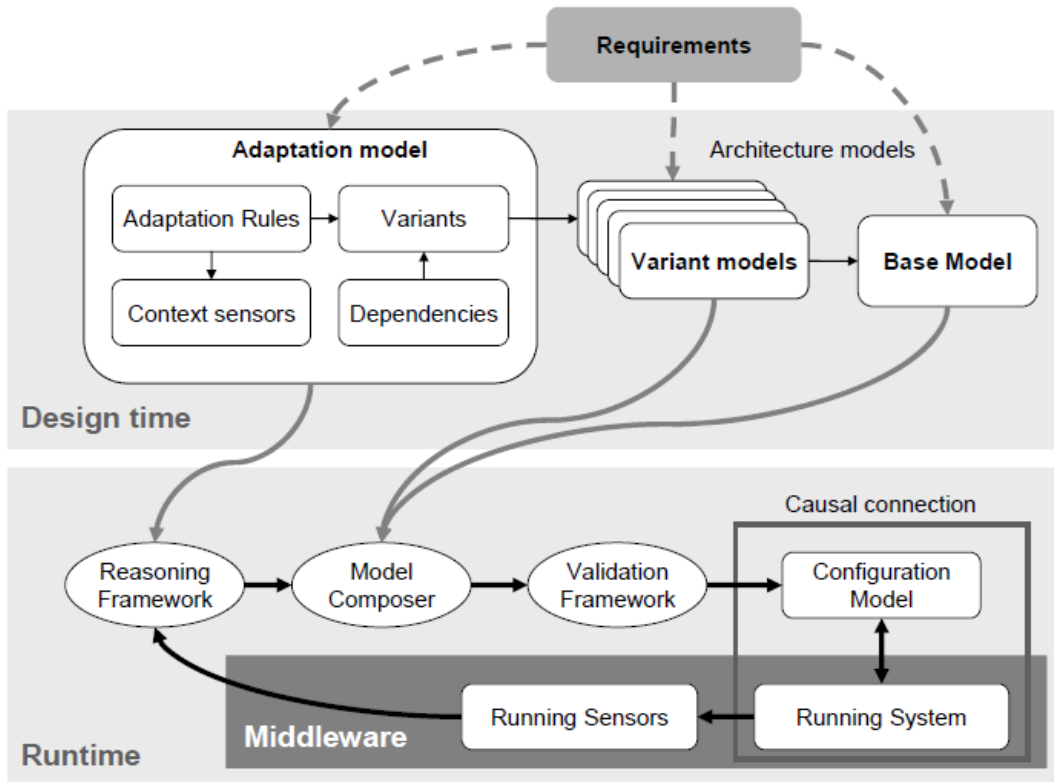 Requirements
Adaptation model
Architecture models
Adaptation Rules
Variants
Variant models
Base Model
Context sensors
Dependencies
Design time
Causal connection
Reasoning
Framework
Model
Composer
Validation
Framework
Configuration
Model
Running Sensors
Running System
Middleware
Runtime